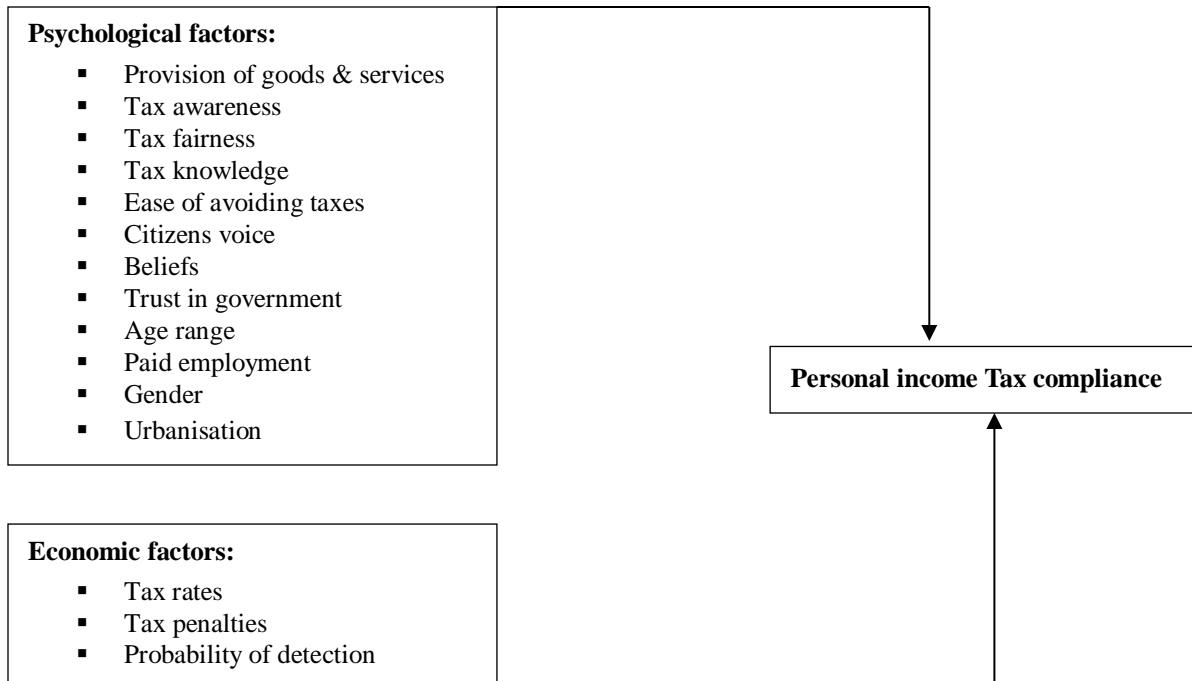 Psychological factors:
▪ Provision of goods & services
▪ Tax awareness
▪ Tax fairness
▪ Tax knowledge
▪ Ease of avoiding taxes
▪ Citizens voice
▪ Beliefs
▪ Trust in government
▪ Age range
▪ Paid employment
▪ Gender
▪ Urbanisation
Personal income Tax compliance
Economic factors:
▪ Tax rates
▪ Tax penalties
▪ Probability of detection